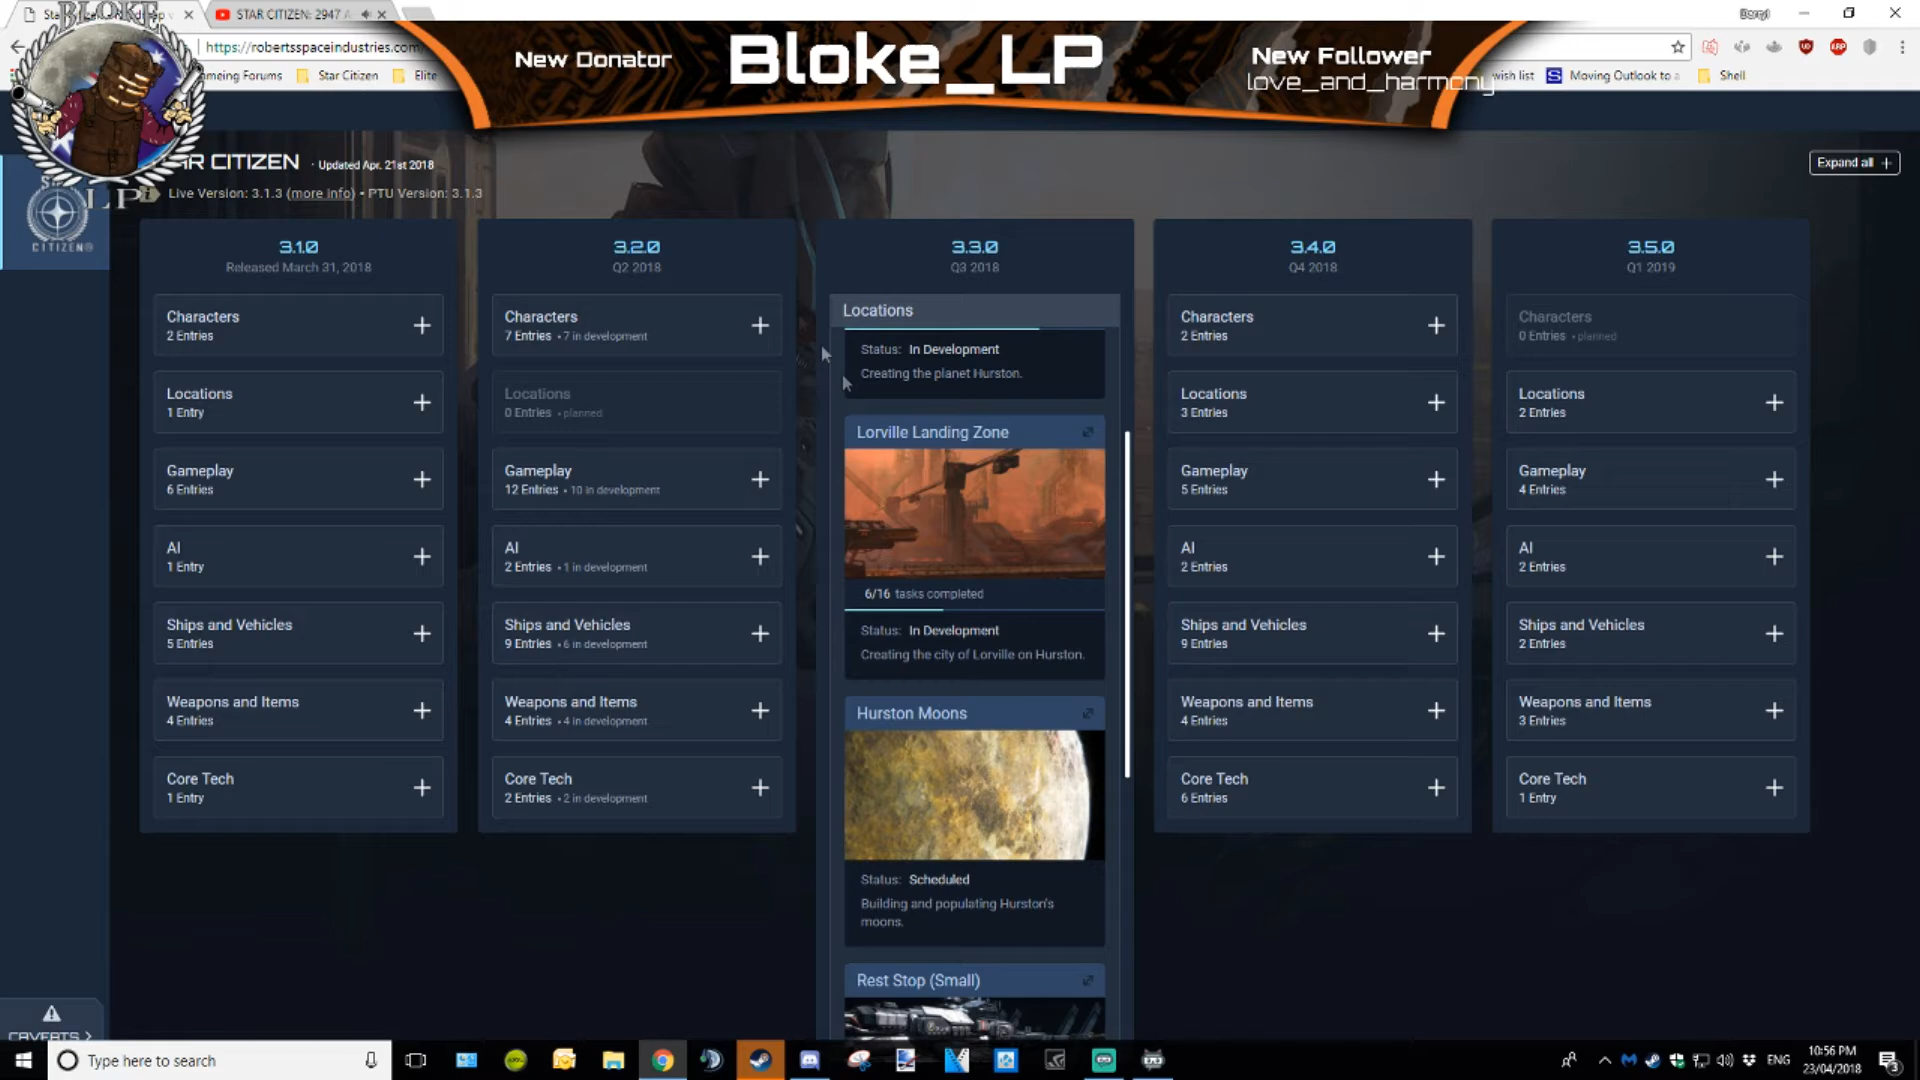 BLOKE
STAR CITIZEN: 2947
https://robertsspaceindustries.com
Star Citizen
Elite
New Donator
Bloke_LP
New Follower
love_and_harmony
wish list
Moving Outlook to
Shell
LP
CITIZEN
AR CITIZEN · Updated Apr. 21st 2018
Live Version: 3.1.3 (more info) • PTU Version: 3.1.3
Expand all +
3.1.0
Released March 31, 2018
Characters
2 Entries
Locations
1 Entry
Gameplay
6 Entries
AI
1 Entry
Ships and Vehicles
5 Entries
Weapons and Items
4 Entries
Core Tech
1 Entry
3.2.0
Q2 2018
Characters
7 Entries • 7 in development
Locations
0 Entries • planned
Gameplay
12 Entries • 10 in development
AI
2 Entries • 1 in development
Ships and Vehicles
9 Entries • 6 in development
Weapons and Items
4 Entries • 4 in development
Core Tech
2 Entries • 2 in development
3.3.0
Q3 2018
Locations
Status: In Development
Creating the planet Hurston.
Lorville Landing Zone
6/16 tasks completed
Status: In Development
Creating the city of Lorville on Hurston.
Hurston Moons
Status: Scheduled
Building and populating Hurston's
moons.
Rest Stop (Small)
3.4.0
Q4 2018
Characters
2 Entries
Locations
3 Entries
Gameplay
5 Entries
AI
2 Entries
Ships and Vehicles
9 Entries
Weapons and Items
4 Entries
Core Tech
6 Entries
3.5.0
Q1 2019
Characters
0 Entries • planned
Locations
2 Entries
Gameplay
4 Entries
AI
2 Entries
Ships and Vehicles
2 Entries
Weapons and Items
3 Entries
Core Tech
1 Entry
CAVEATS >
Type here to search
ENG
10:56 PM
23/04/2018
3